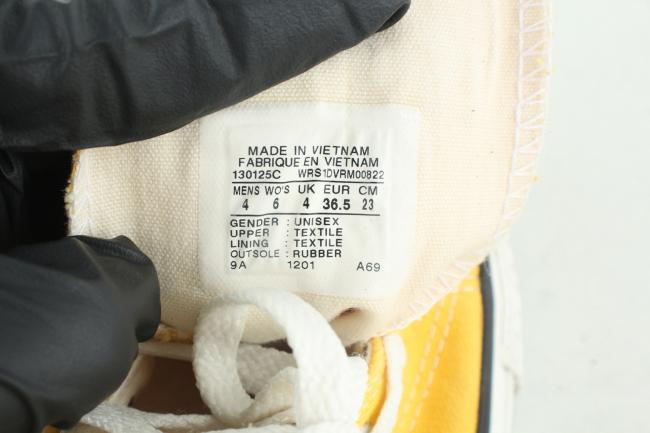 MADE IN VIETNAM
FABRIQUE EN VIETNAM
130125C WRS1DVRM00822
MENS WO'S UK EUR CM
4 6 4 36.5 23
GENDER : UNISEX
UPPER : TEXTILE
LINING : TEXTILE
OUTSOLE : RUBBER
9A 1201 A69